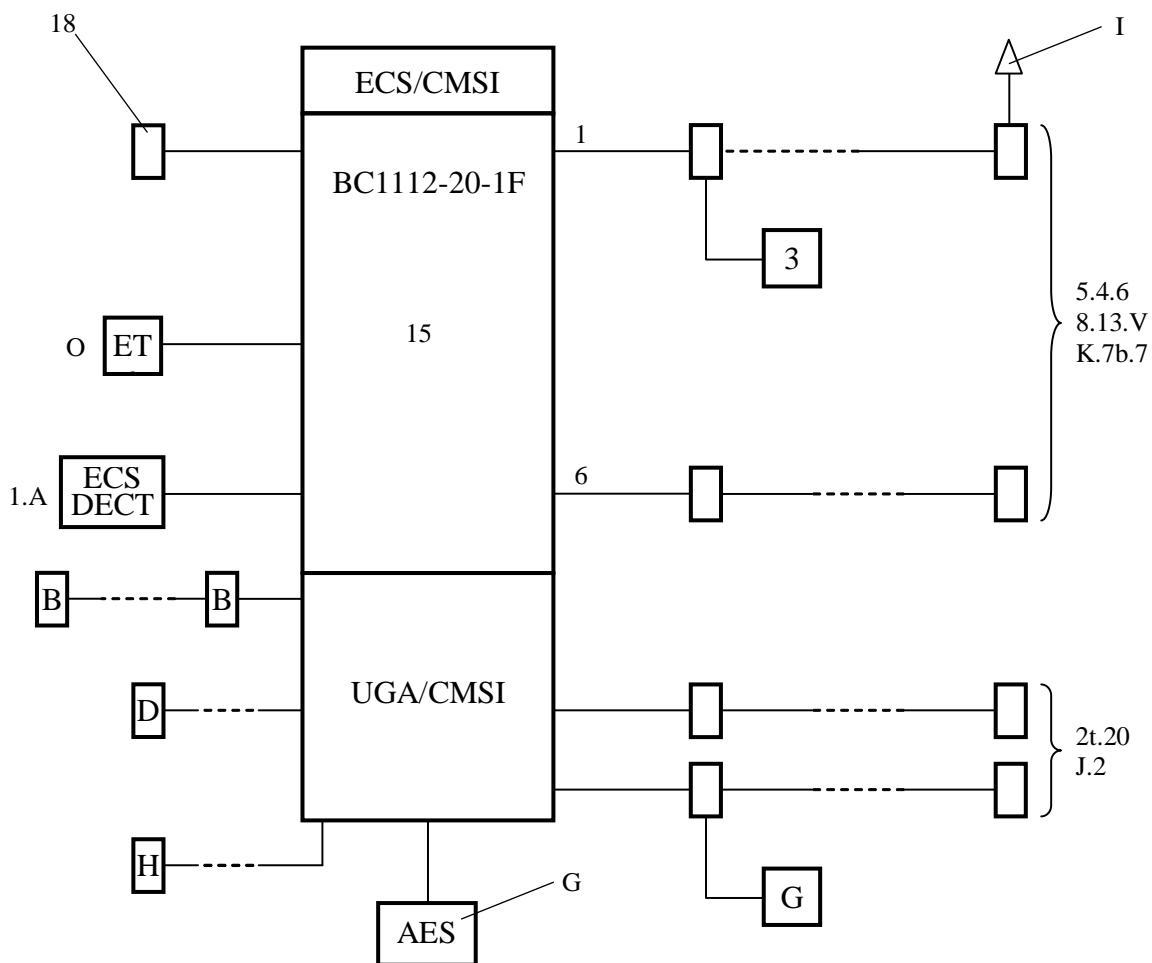 18
I
ECS/CMSI
1
BC1112-20-1F
3
5.4.6
8.13.V
K.7b.7
15
O
ET
1.A
ECS
DECT
6
B
B
UGA/CMSI
D
2t.20
J.2
H
G
G
AES